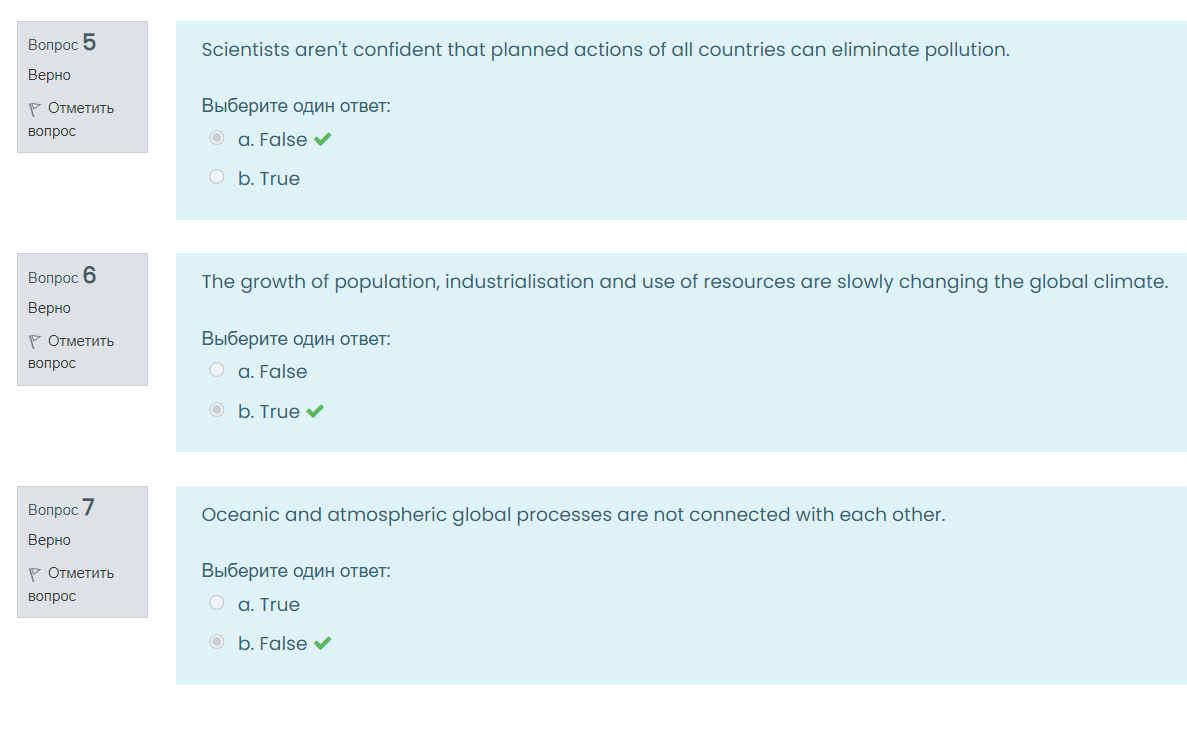 Вопрос 5
Верно
Отметить
вопрос
Scientists aren't confident that planned actions of all countries can eliminate pollution.
Выберите один ответ:
a. False
b. True
Вопрос 6
Верно
Отметить
вопрос
The growth of population, industrialisation and use of resources are slowly changing the global climate.
Выберите один ответ:
a. False
b. True
Вопрос 7
Верно
Отметить
вопрос
Oceanic and atmospheric global processes are not connected with each other.
Выберите один ответ:
a. True
b. False